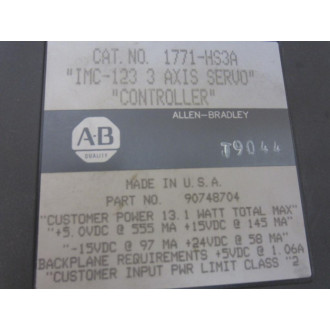 CAT. NO. 1771-HS3A
"IMC-123 3 AXIS SERVO"
"CONTROLLER"
ALLEN-BRADLEY
A-B
QUALITY
T9044
MADE IN U.S.A.
PART NO. 90748704
"CUSTOMER POWER 13.1 WATT TOTAL MAX"
"+5.0VDC @ 555 MA +15VDC @ 145 MA"
"-15VDC @ 97 MA +24VDC @ 58 MA"
BACKPLANE REQUIREMENTS +5VDC @ 1.06A
"CUSTOMER INPUT PWR LIMIT CLASS "2